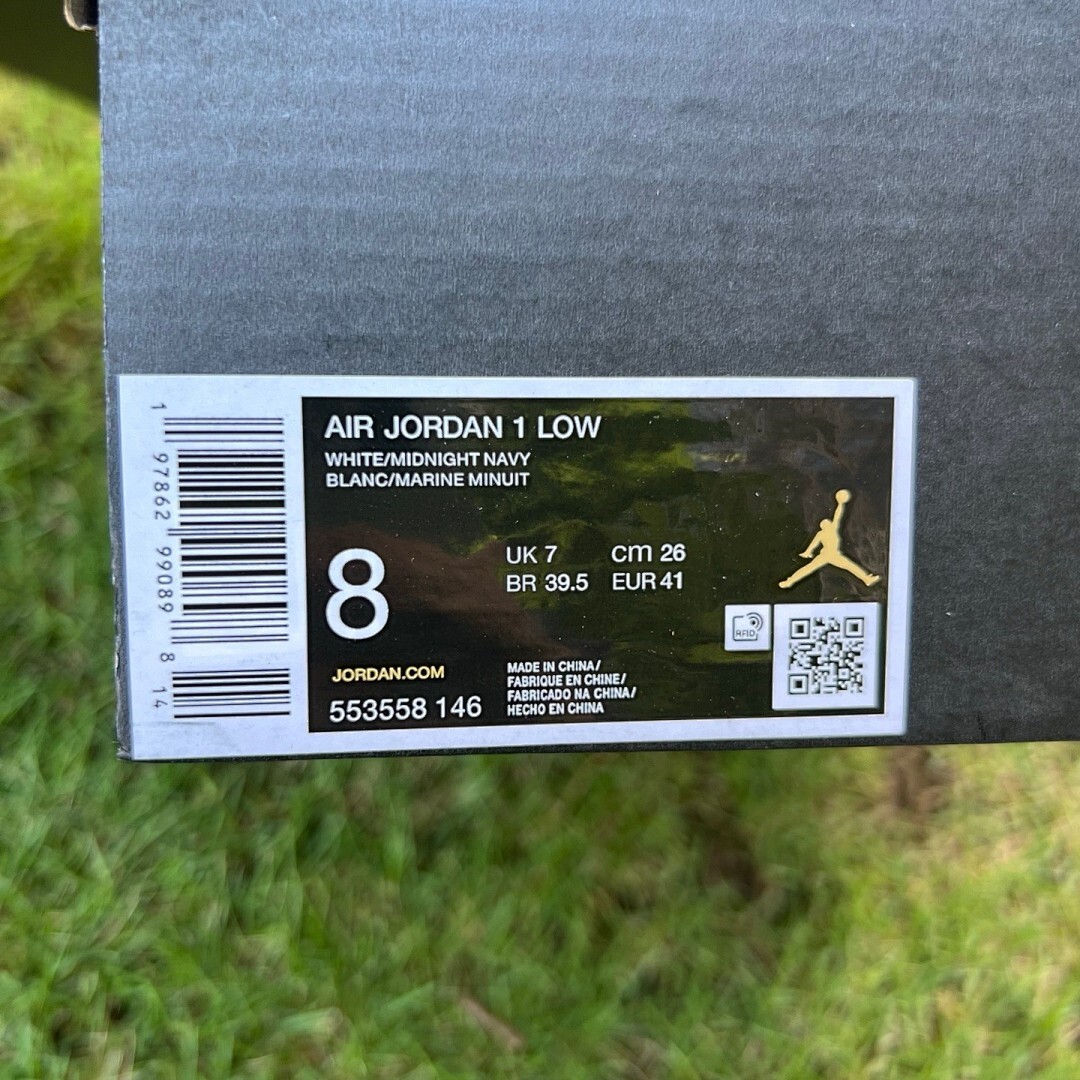 1 97862 99089 8 14
AIR JORDAN 1 LOW
WHITE/MIDNIGHT NAVY
BLANC/MARINE MINUIT
8
UK 7 cm 26
BR 39.5 EUR 41
RFID
JORDAN.COM
553558 146
MADE IN CHINA/
FABRIQUE EN CHINE/
FABRICADO NA CHINA/
HECHO EN CHINA